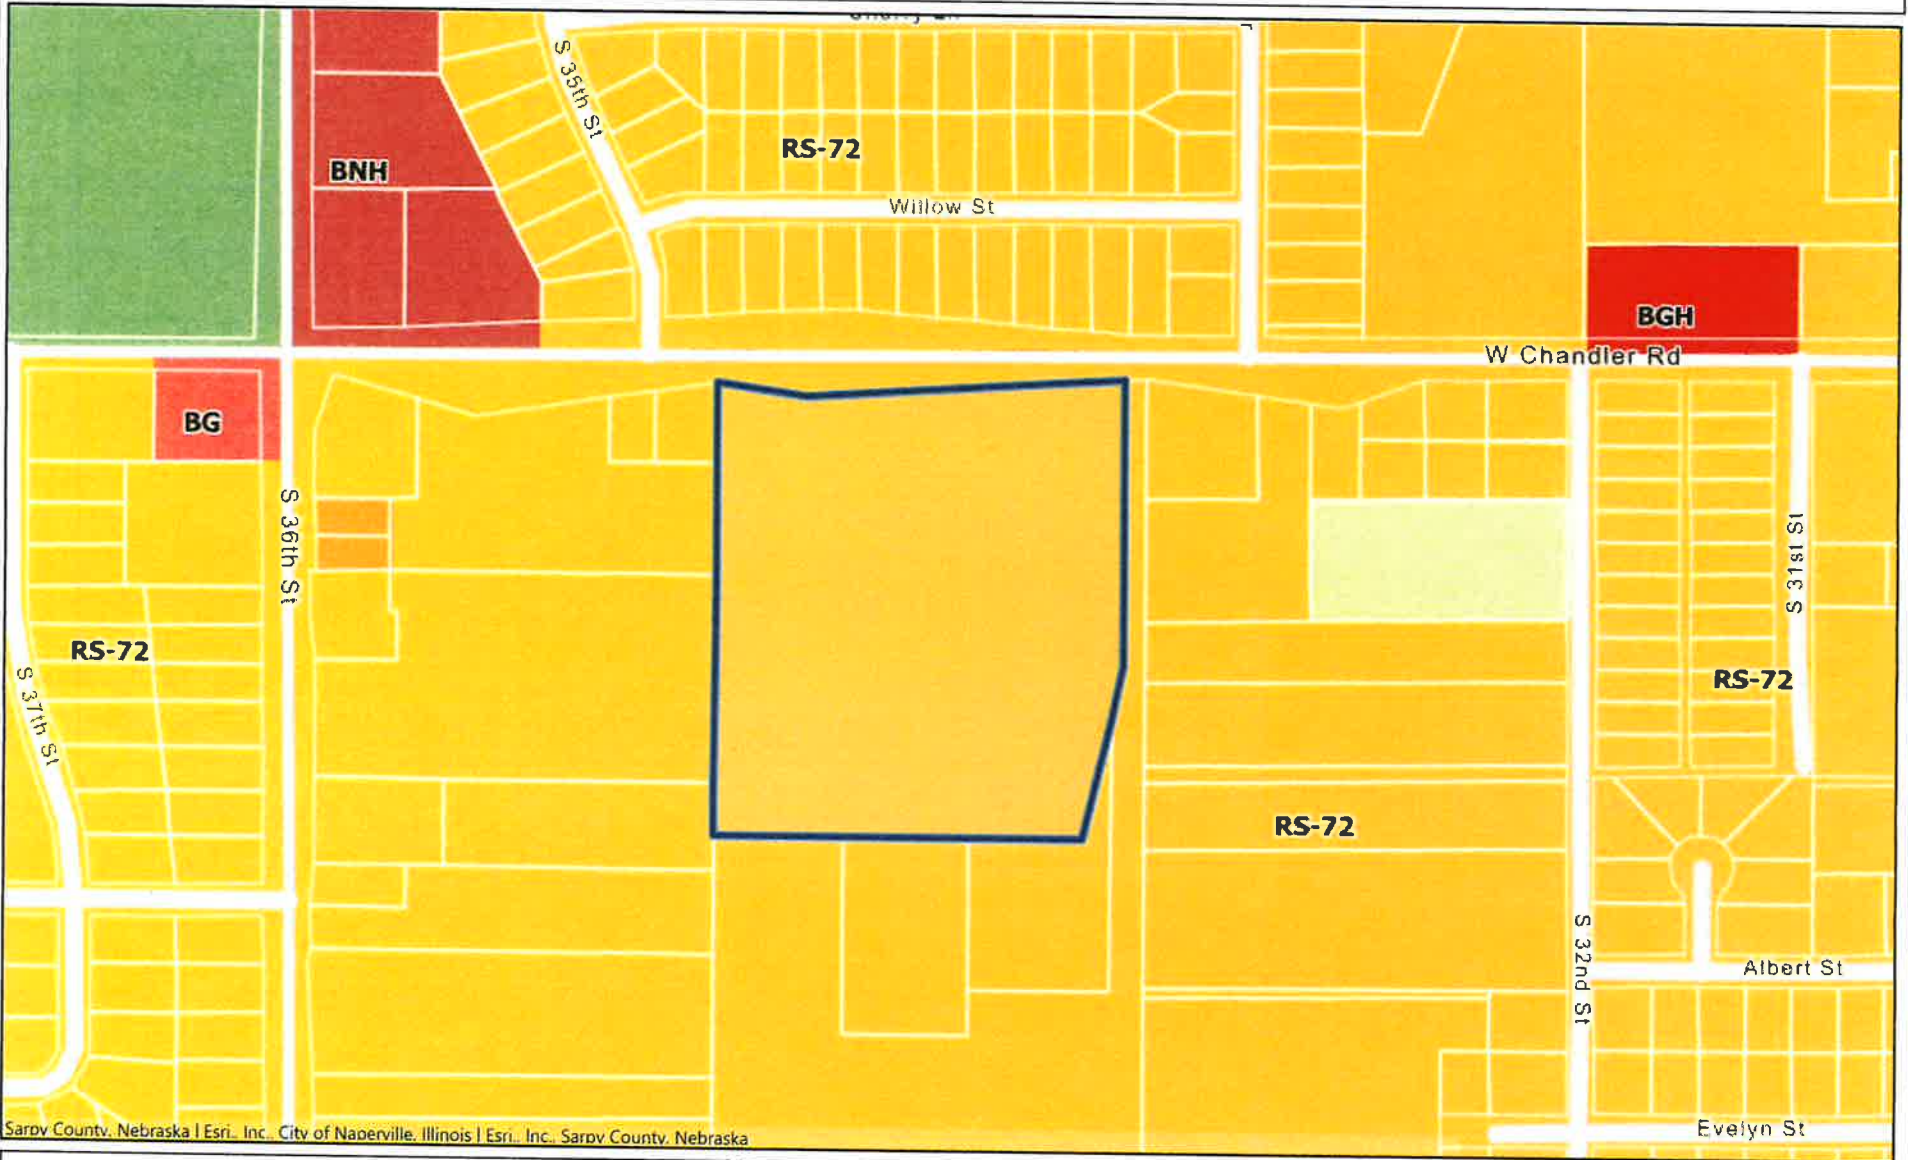 S 35th St
RS-72
BNH
Willow St
BGH
W Chandler Rd
BG
S 36th St
S 31st St
RS-72
S 37th St
RS-72
RS-72
S 32nd St
Albert St
Evelyn St
Sarpy County, Nebraska | Esri., Inc., City of Naperville, Illinois | Esri., Inc., Sarpy County, Nebraska